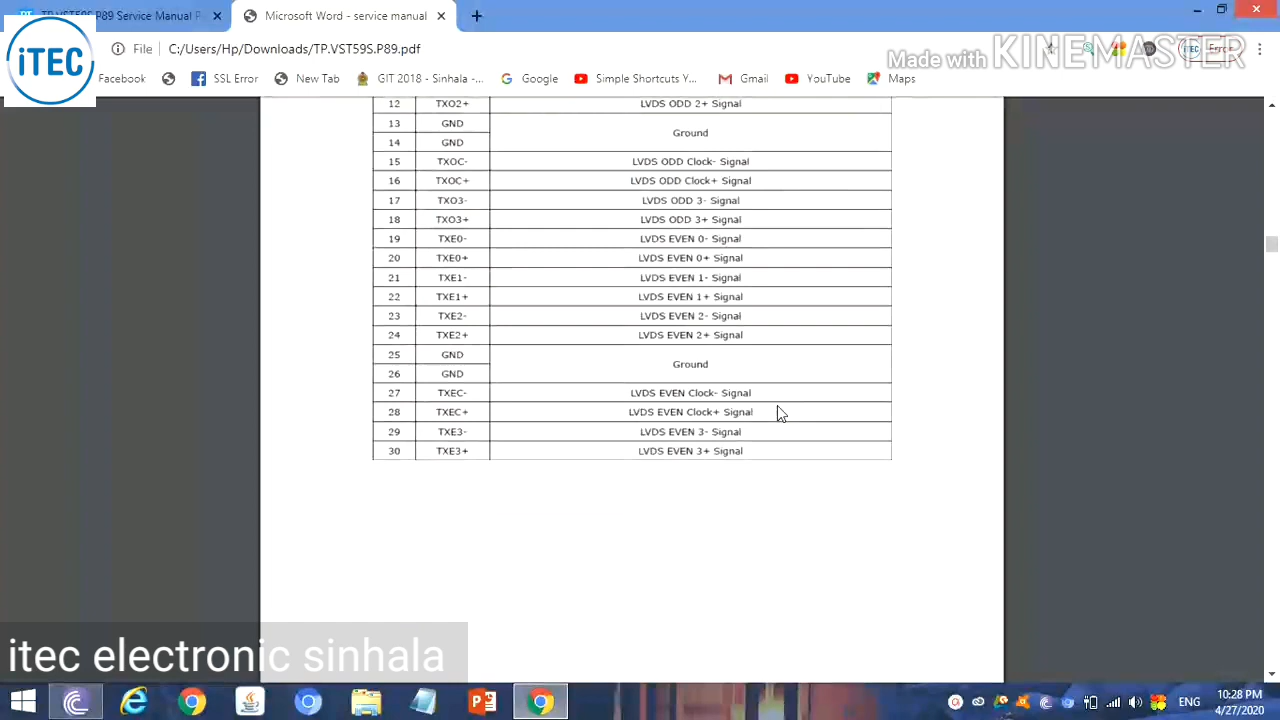 TP.VST59S.P89 Service Manual P
Microsoft Word - service manual
iTEC
File
C:/Users/Hp/Downloads/TP.VST59S.P89.pdf
Made with KINEMASTER
iTEC
Error
Facebook
SSL Error
New Tab
GIT 2018 - Sinhala -...
Google
Simple Shortcuts Y...
Gmail
YouTube
Maps
12 TXO2+ LVDS ODD 2+ Signal
13 GND Ground
14 GND
15 TXOC- LVDS ODD Clock- Signal
16 TXOC+ LVDS ODD Clock+ Signal
17 TXO3- LVDS ODD 3- Signal
18 TXO3+ LVDS ODD 3+ Signal
19 TXE0- LVDS EVEN 0- Signal
20 TXE0+ LVDS EVEN 0+ Signal
21 TXE1- LVDS EVEN 1- Signal
22 TXE1+ LVDS EVEN 1+ Signal
23 TXE2- LVDS EVEN 2- Signal
24 TXE2+ LVDS EVEN 2+ Signal
25 GND Ground
26 GND
27 TXEC- LVDS EVEN Clock- Signal
28 TXEC+ LVDS EVEN Clock+ Signal
29 TXE3- LVDS EVEN 3- Signal
30 TXE3+ LVDS EVEN 3+ Signal
itec electronic sinhala
ENG
10:28 PM
4/27/2020